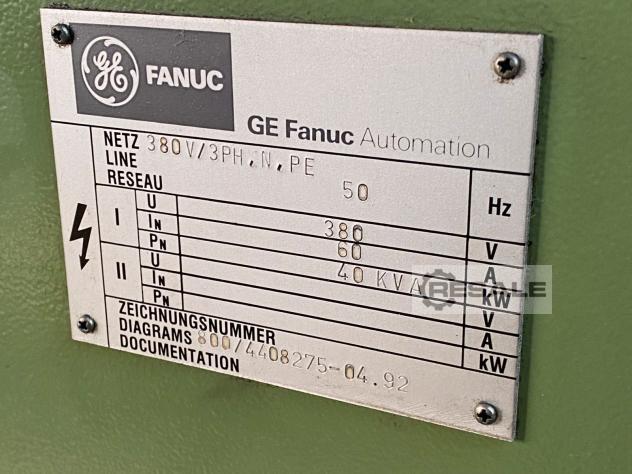 GE FANUC
GE Fanuc Automation
NETZ 380V/3PH,N,PE
LINE
RESEAU 50 Hz
I U 380 V
IN 60 A
PN 40 KVA kW
II U V
IN A
PN kW
ZEICHNUNGSNUMMER
DIAGRAMS 800/4408275-04.92
DOCUMENTATION
RESALE